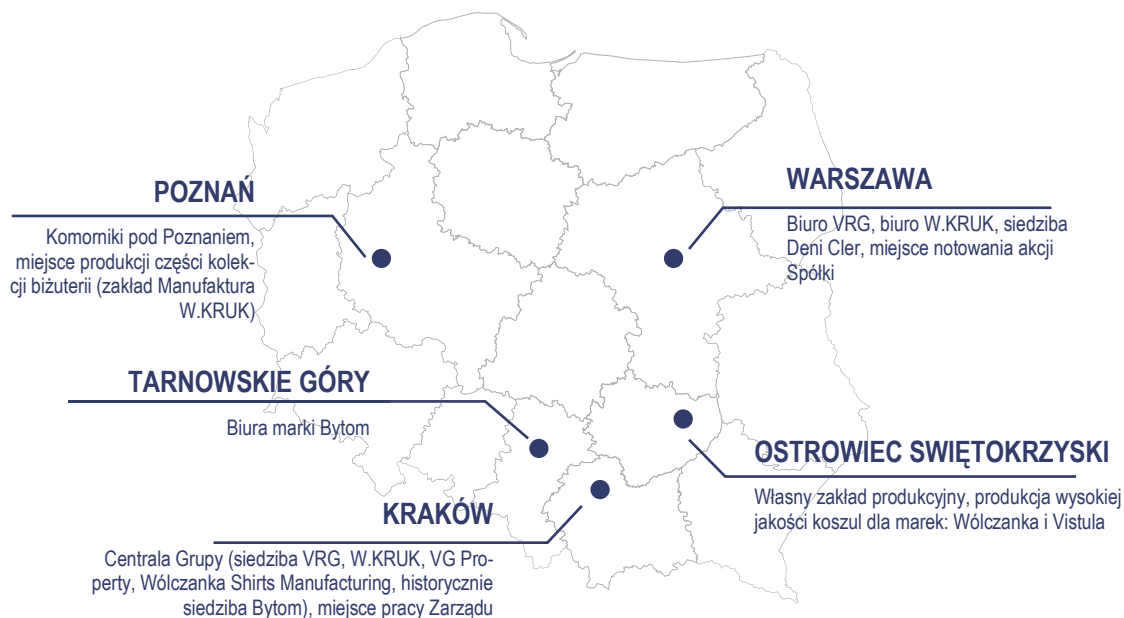 POZNAŃ
Komorniki pod Poznaniem,
miejsce produkcji części kolek-
cji biżuterii (zakład Manufaktura
W.KRUK)
WARSZAWA
Biuro VRG, biuro W.KRUK, siedziba
Deni Cler, miejsce notowania akcji
Spółki
TARNOWSKIE GÓRY
Biura marki Bytom
OSTROWIEC SWIĘTOKRZYSKI
Własny zakład produkcyjny, produkcja wysokiej
jakości koszul dla marek: Wólczanka i Vistula
KRAKÓW
Centrala Grupy (siedziba VRG, W.KRUK, VG Pro-
perty, Wólczanka Shirts Manufacturing, historycznie
siedziba Bytom), miejsce pracy Zarządu